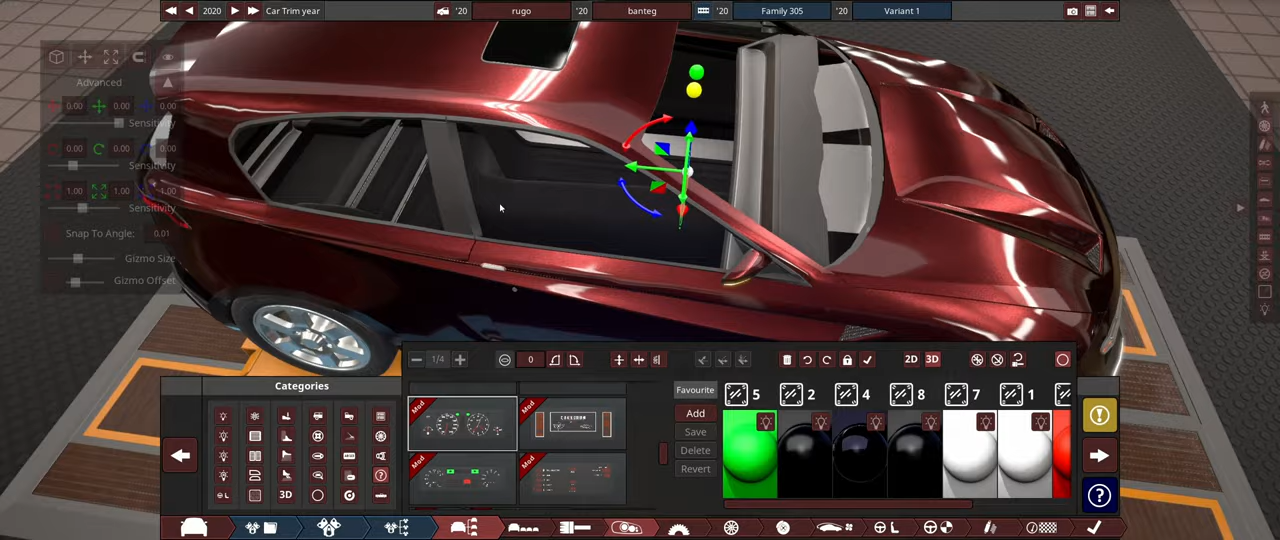 2020 Car Trim year '20 rugo '20 banteg '20 Family 305 '20 Variant 1
Advanced
0.00 0.00 0.00
Sensitivity
0.00 0.00 0.00
Sensitivity
1.00 1.00 1.00
Sensitivity
Snap To Angle: 0.01
Gizmo Size
Gizmo Offset
1/4 0 2D 3D
Categories
Favourite 5 2 4 8 7 1
Mod Mod
Add
Save
Delete
Mod Mod
Revert
3D
L
L